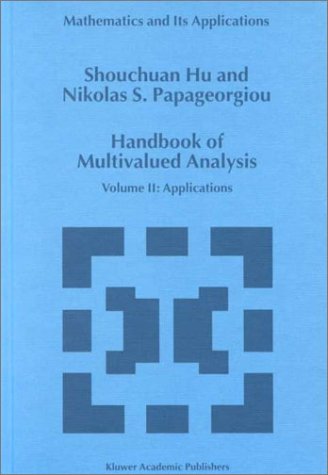 Mathematics and Its Applications
Shouchuan Hu and
Nikolas S. Papageorgiou
Handbook of
Multivalued Analysis
Volume II: Applications
Kluwer Academic Publishers